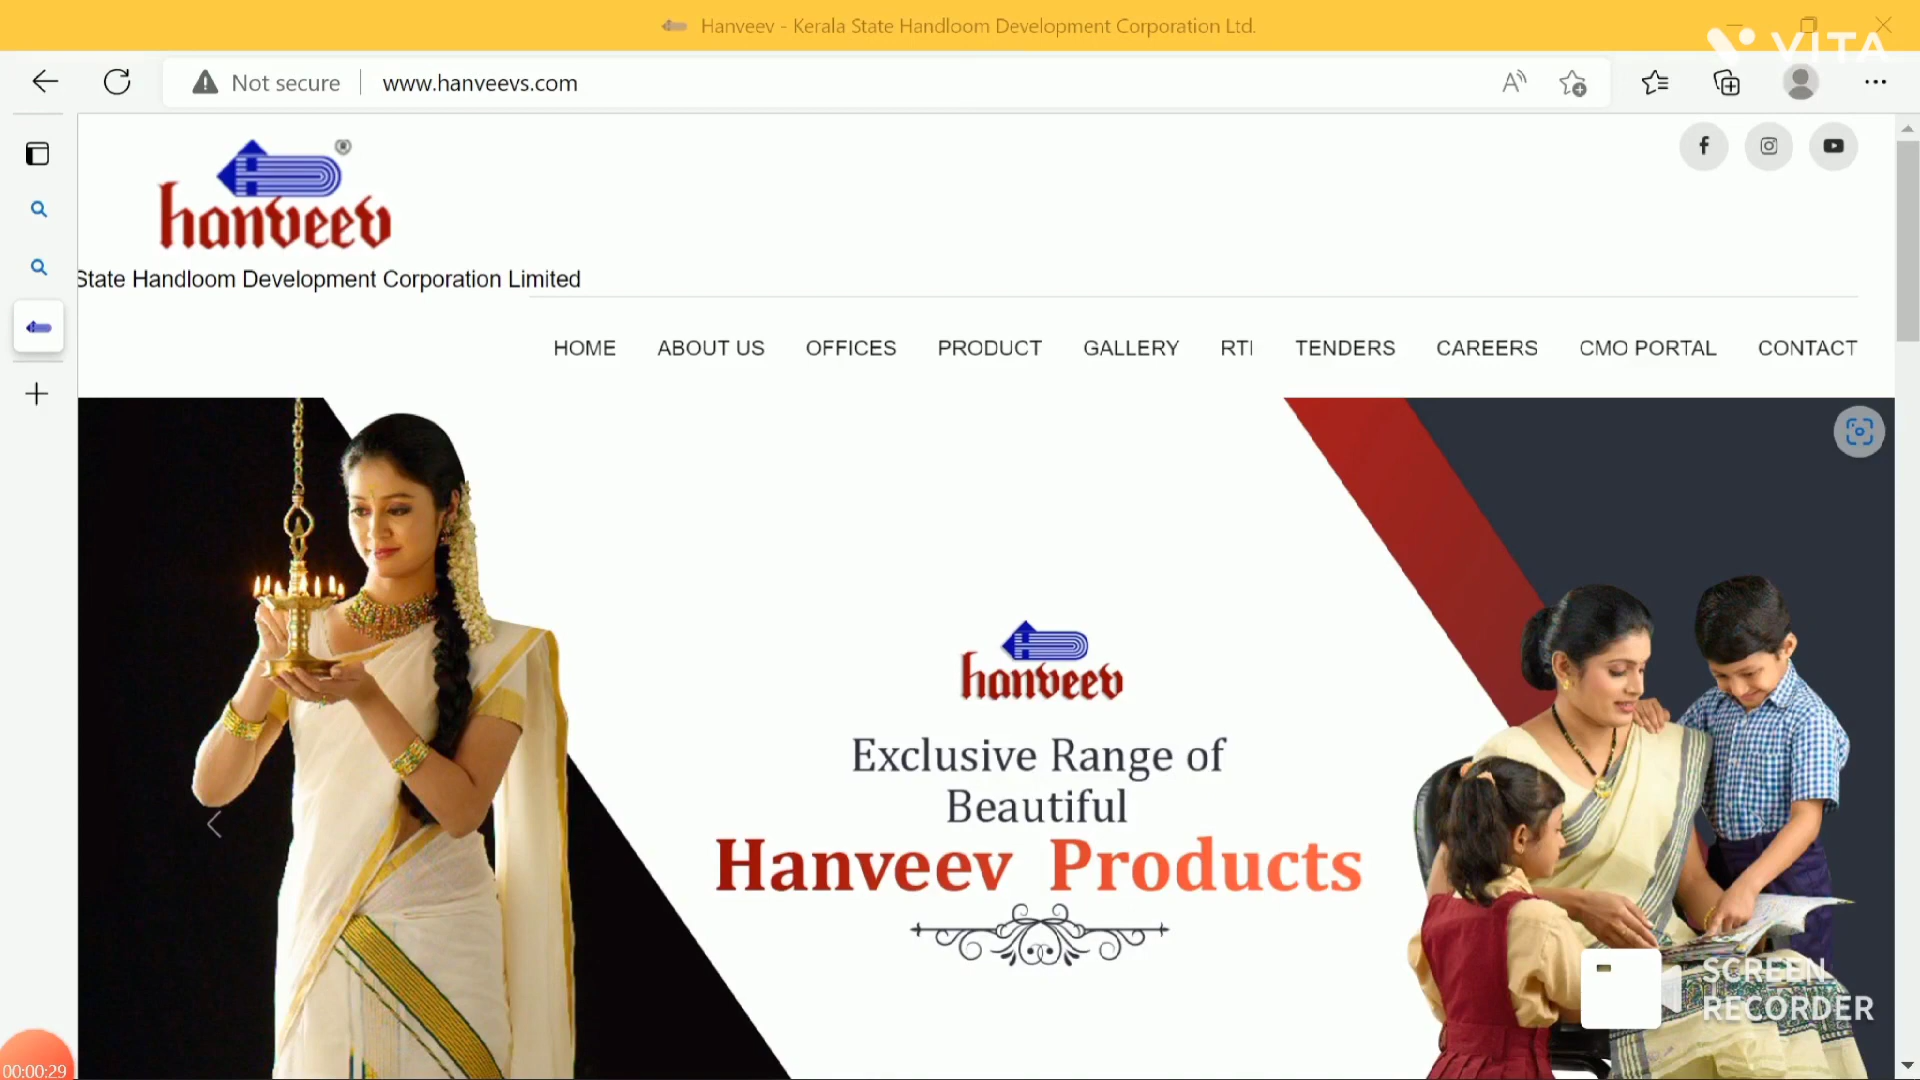 Hanveev - Kerala State Handloom Development Corporation Ltd.
VITA
Not secure
www.hanveevs.com
hanveev
State Handloom Development Corporation Limited
HOME ABOUT US OFFICES PRODUCT GALLERY RTI TENDERS CAREERS CMO PORTAL CONTACT
hanveev
Exclusive Range of
Beautiful
Hanveev Products
SCREEN
RECORDER
00:00:29